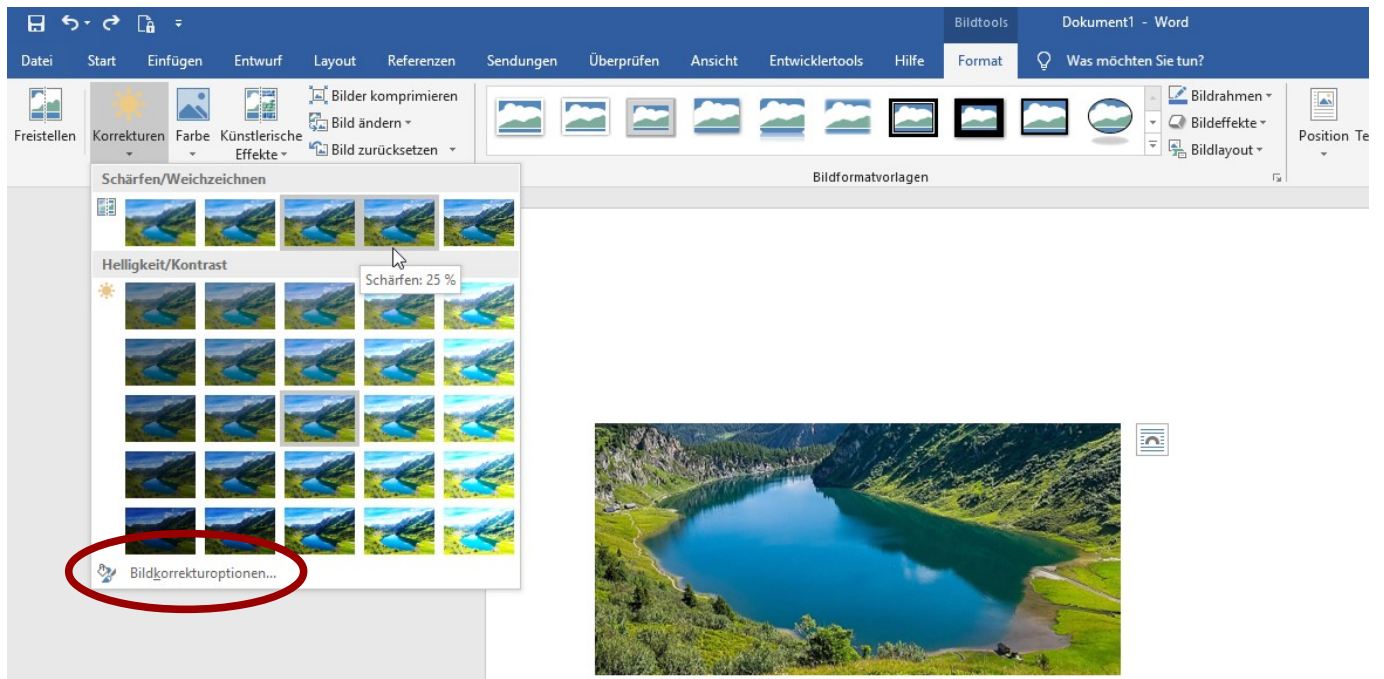 Bildtools
Dokument1 - Word
Datei Start Einfügen Entwurf Layout Referenzen Sendungen Überprüfen Ansicht Entwicklertools Hilfe Format Was möchten Sie tun?
Freistellen
Korrekturen
Farbe
Künstlerische
Effekte
Bilder komprimieren
Bild ändern
Bild zurücksetzen
Bildrahmen
Bildeffekte
Bildlayout
Position Te
Bildformatvorlagen
Schärfen/Weichzeichnen
Helligkeit/Kontrast
Schärfen: 25 %
Bildkorrekturoptionen...